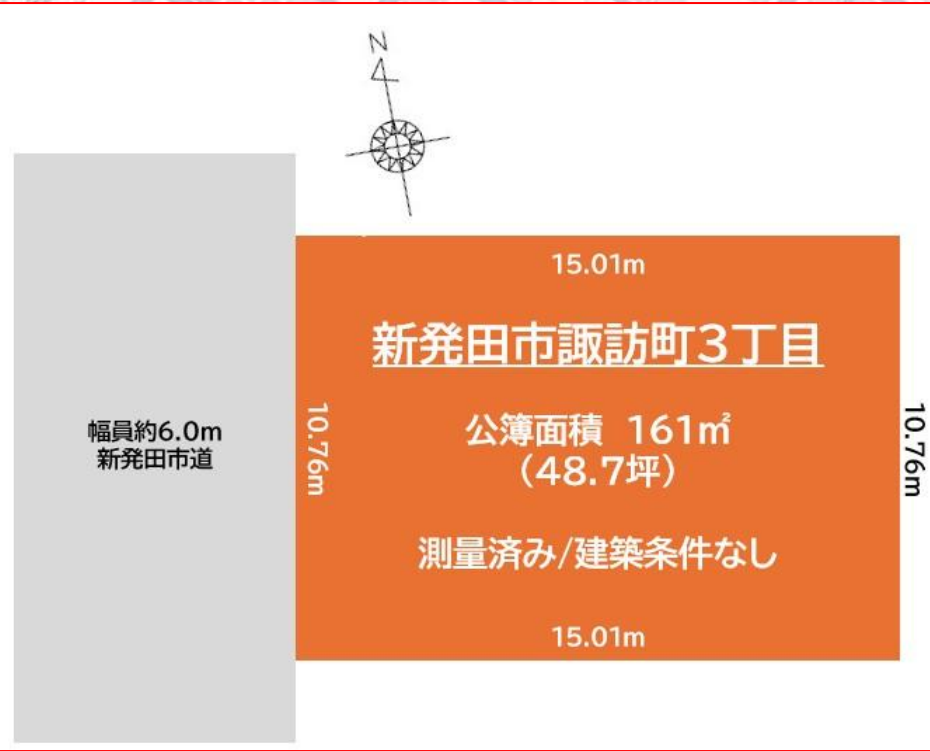 N
15.01m
新発田市諏訪町3丁目
幅員約6.0m
新発田市道
10.76m
公簿面積 161㎡
（48.7坪）
10.76m
測量済み/建築条件なし
15.01m